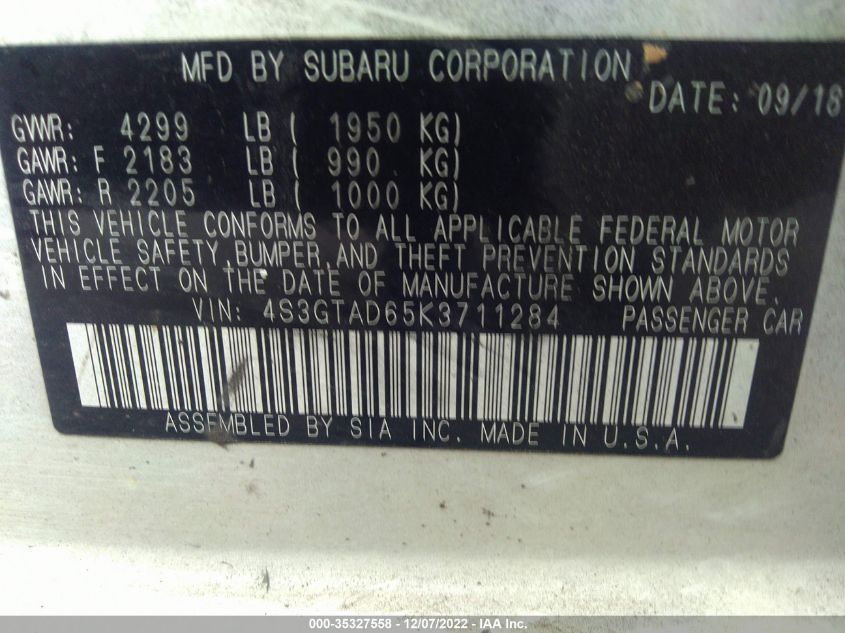 MFD BY SUBARU CORPORATION
DATE: 09/18
GVWR: 4299 LB ( 1950 KG)
GAWR: F 2183 LB ( 990 KG)
GAWR: R 2205 LB ( 1000 KG)
THIS VEHICLE CONFORMS TO ALL APPLICABLE FEDERAL MOTOR
VEHICLE SAFETY, BUMPER, AND THEFT PREVENTION STANDARDS
IN EFFECT ON THE DATE OF MANUFACTURE SHOWN ABOVE.
VIN: 4S3GTAD65K3711284 PASSENGER CAR
ASSEMBLED BY SIA INC. MADE IN U.S.A.
000-35327558 - 12/07/2022 - IAA Inc.